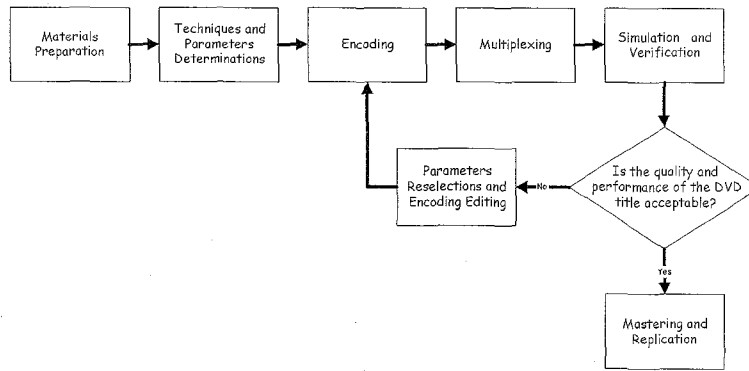 Materials
Preparation
Techniques and
Parameters
Determinations
Encoding
Multiplexing
Simulation and
Verification
Is the quality and
performance of the DVD
title acceptable?
No
Parameters
Reselections and
Encoding Editing
Yes
Mastering and
Replication